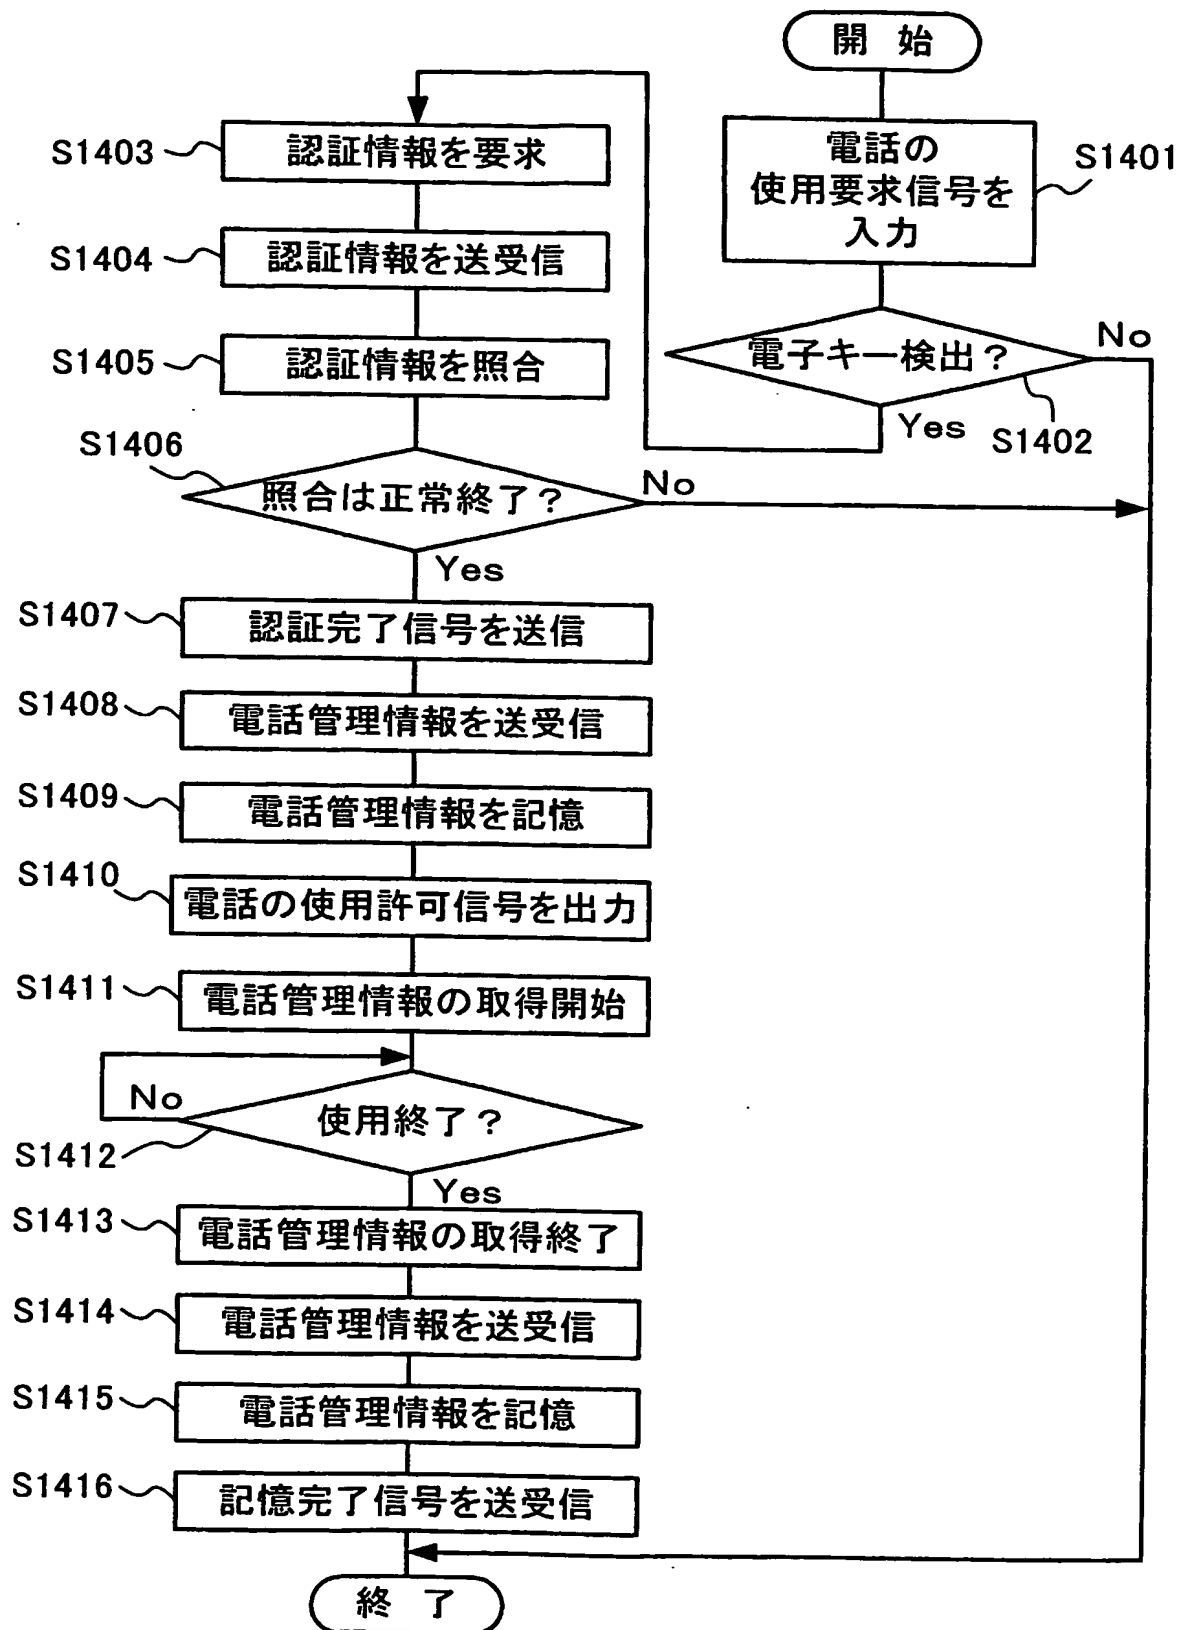 開 始
電話の
使用要求信号を
入力
S1401
電子キー検出?
No
Yes
S1402
S1403
認証情報を要求
S1404
認証情報を送受信
S1405
認証情報を照合
S1406
照合は正常終了?
No
Yes
S1407
認証完了信号を送信
S1408
電話管理情報を送受信
S1409
電話管理情報を記憶
S1410
電話の使用許可信号を出力
S1411
電話管理情報の取得開始
No
使用終了?
S1412
Yes
S1413
電話管理情報の取得終了
S1414
電話管理情報を送受信
S1415
電話管理情報を記憶
S1416
記憶完了信号を送受信
終 了